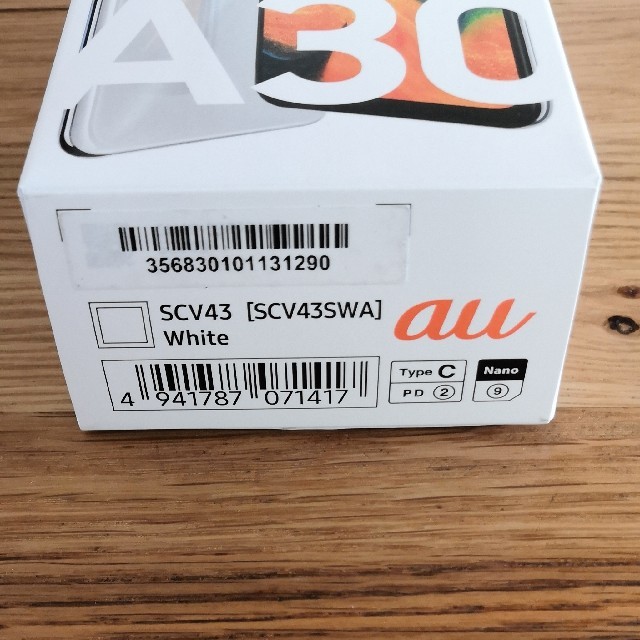 A30
356830101131290
SCV43 [SCV43SWA]
White
au
4 941787 071417
Type C
PD 2
Nano
9